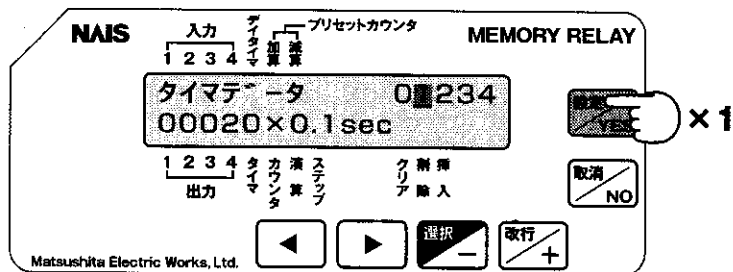 NAIS
入力
1 2 3 4
デイタイマ
プリセットカウンタ
加算
減算
MEMORY RELAY
タイマデータ 0■234
00020×0.1sec
YES
×1
1 2 3 4
出力
タイマ
カウンタ
演算
ステップ
クリア
削除
挿入
取消
NO
◀
▶
選択
−
改行
+
Matsushita Electric Works, Ltd.